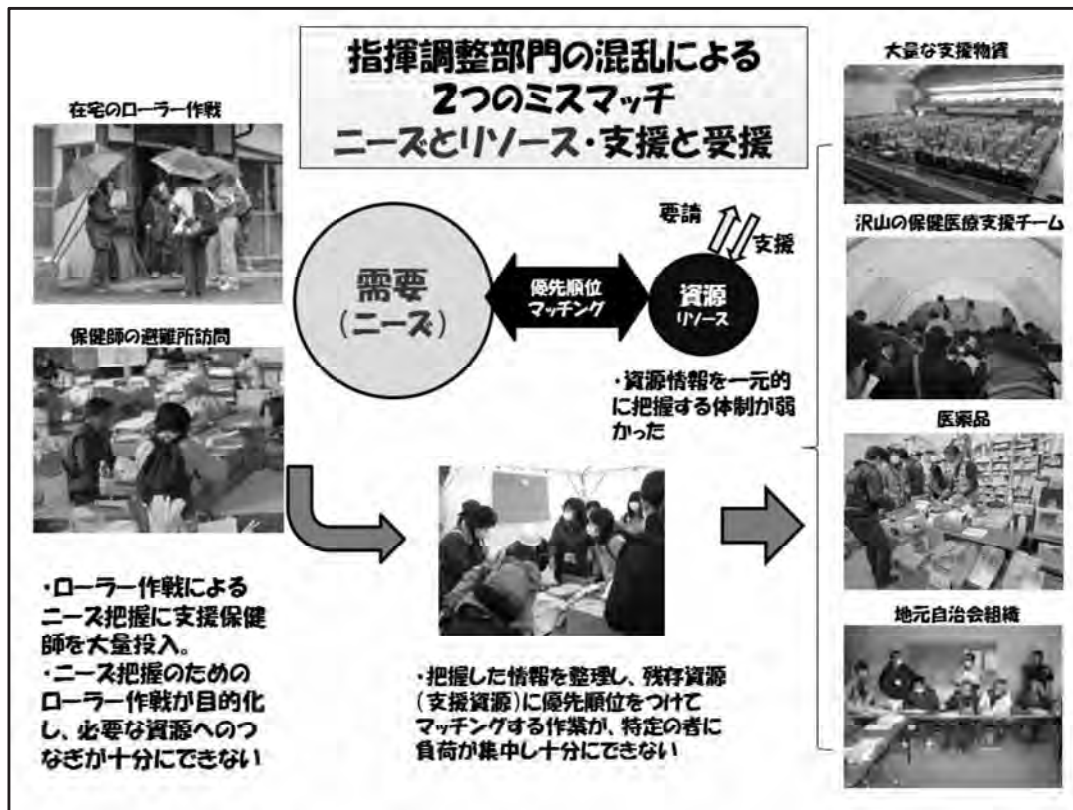 指揮調整部門の混乱による
2つのミスマッチ
ニーズとリソース・支援と受援
在宅のローラー作戦
保健師の避難所訪問
・ローラー作戦による
ニーズ把握に支援保健
師を大量投入。
・ニーズ把握のための
ローラー作戦が目的化
し、必要な資源へのつ
なぎが十分にできない
需要
(ニーズ)
優先順位
マッチング
要請
支援
資源
リソース
・資源情報を一元的
に把握する体制が弱
かった
・把握した情報を整理し、残存資源
(支援資源)に優先順位をつけて
マッチングする作業が、特定の者に
負荷が集中し十分にできない
大量な支援物資
沢山の保健医療支援チーム
医薬品
地元自治会組織